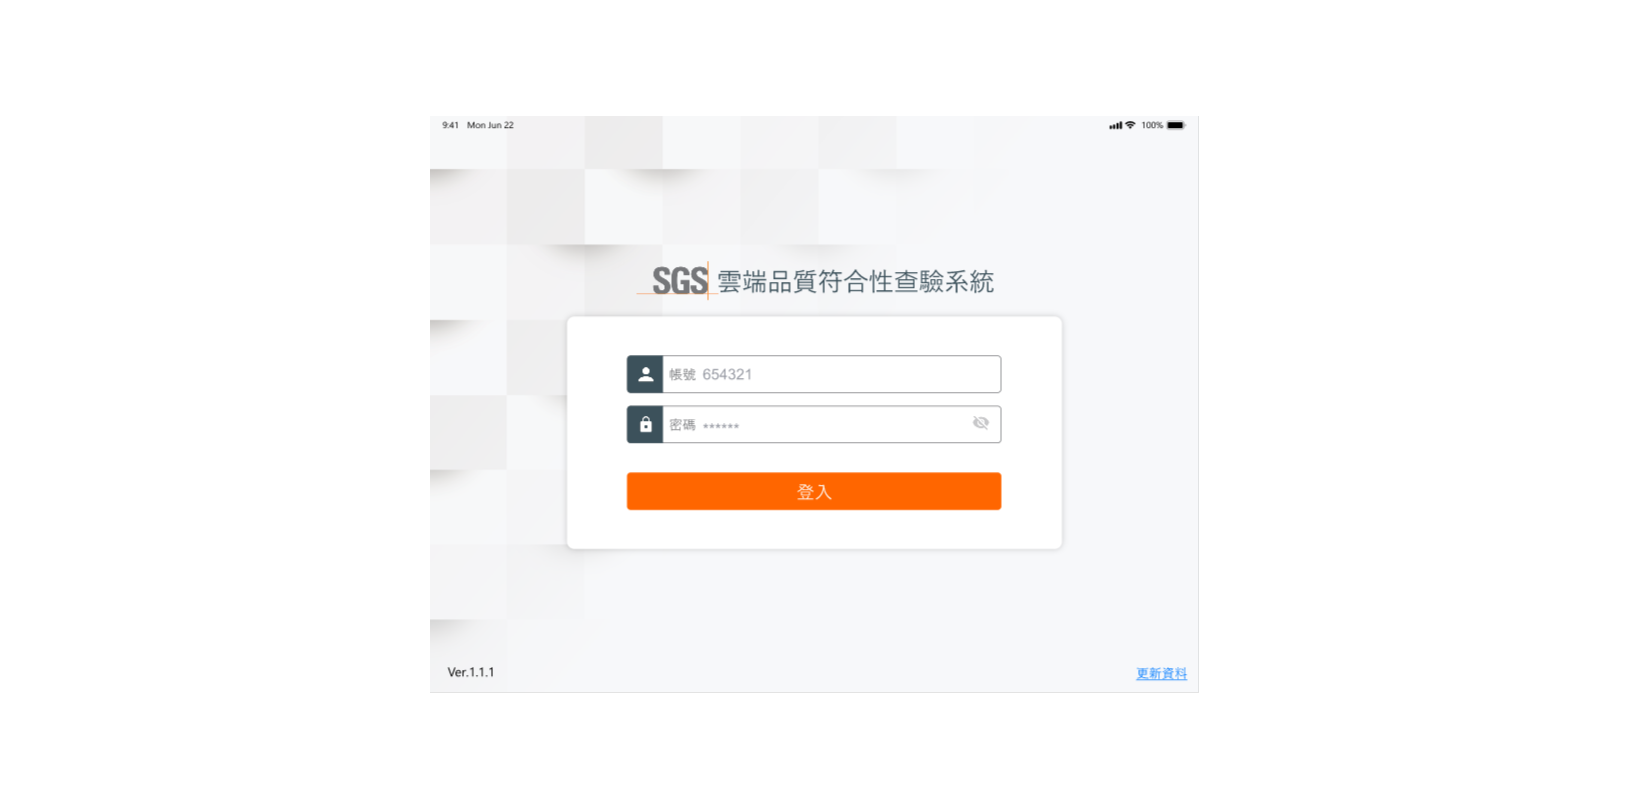 9:41 Mon Jun 22
100%
SGS 雲端品質符合性查驗系統
帳號 654321
密碼 ******
登入
Ver.1.1.1
更新資料